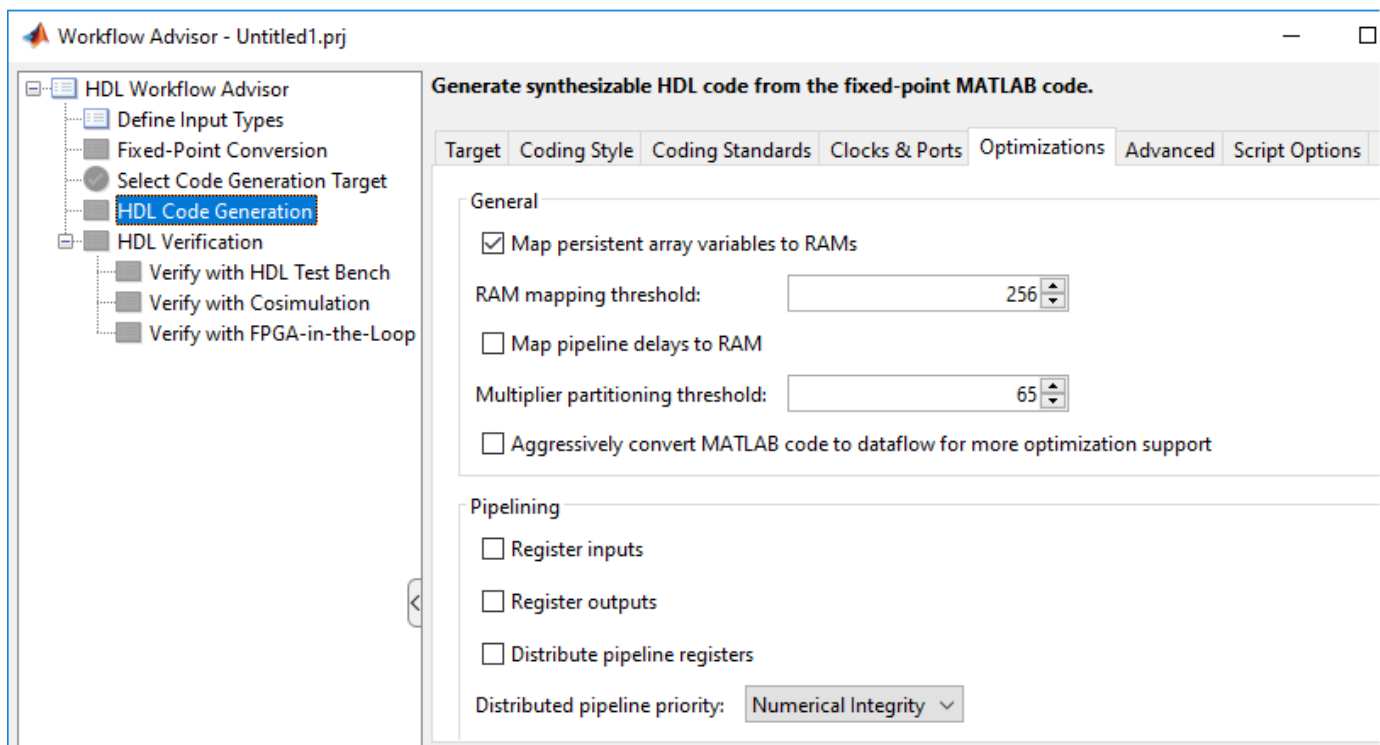 Workflow Advisor - Untitled1.prj
HDL Workflow Advisor
Define Input Types
Fixed-Point Conversion
Select Code Generation Target
HDL Code Generation
HDL Verification
Verify with HDL Test Bench
Verify with Cosimulation
Verify with FPGA-in-the-Loop
Generate synthesizable HDL code from the fixed-point MATLAB code.
Target Coding Style Coding Standards Clocks & Ports Optimizations Advanced Script Options
General
Map persistent array variables to RAMs
RAM mapping threshold: 256
Map pipeline delays to RAM
Multiplier partitioning threshold: 65
Aggressively convert MATLAB code to dataflow for more optimization support
Pipelining
Register inputs
Register outputs
Distribute pipeline registers
Distributed pipeline priority: Numerical Integrity